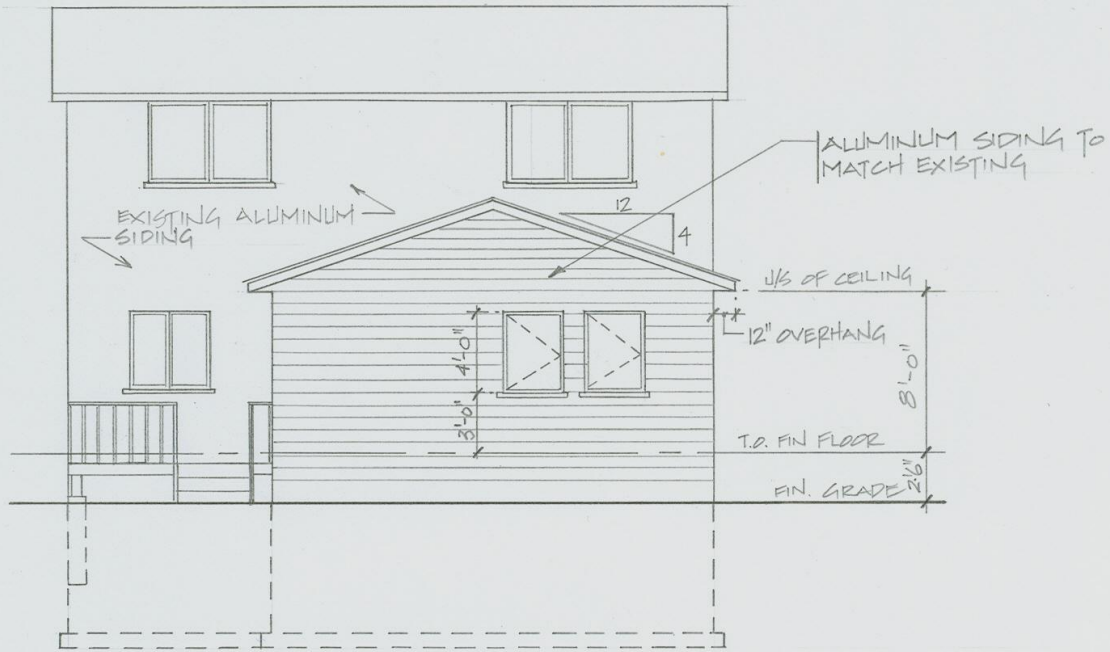 ALUMINUM SIDING TO
MATCH EXISTING
EXISTING ALUMINUM
SIDING
12
4
U/S OF CEILING
12" OVERHANG
4'-0"
3'-0"
8'-0"
T.O. FIN FLOOR
FIN. GRADE
2'6"